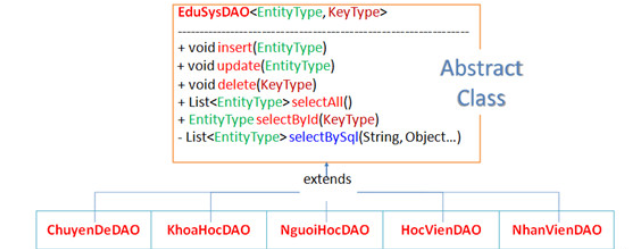 EduSysDAO<EntityType, KeyType>
+ void insert(EntityType)
+ void update(EntityType)
+ void delete(KeyType)
+ List<EntityType> selectAll()
+ EntityType selectById(KeyType)
- List<EntityType> selectBySql(String, Object...)
Abstract
Class
extends
ChuyenDeDAO KhoaHocDAO NguoiHocDAO HocVienDAO NhanVienDAO